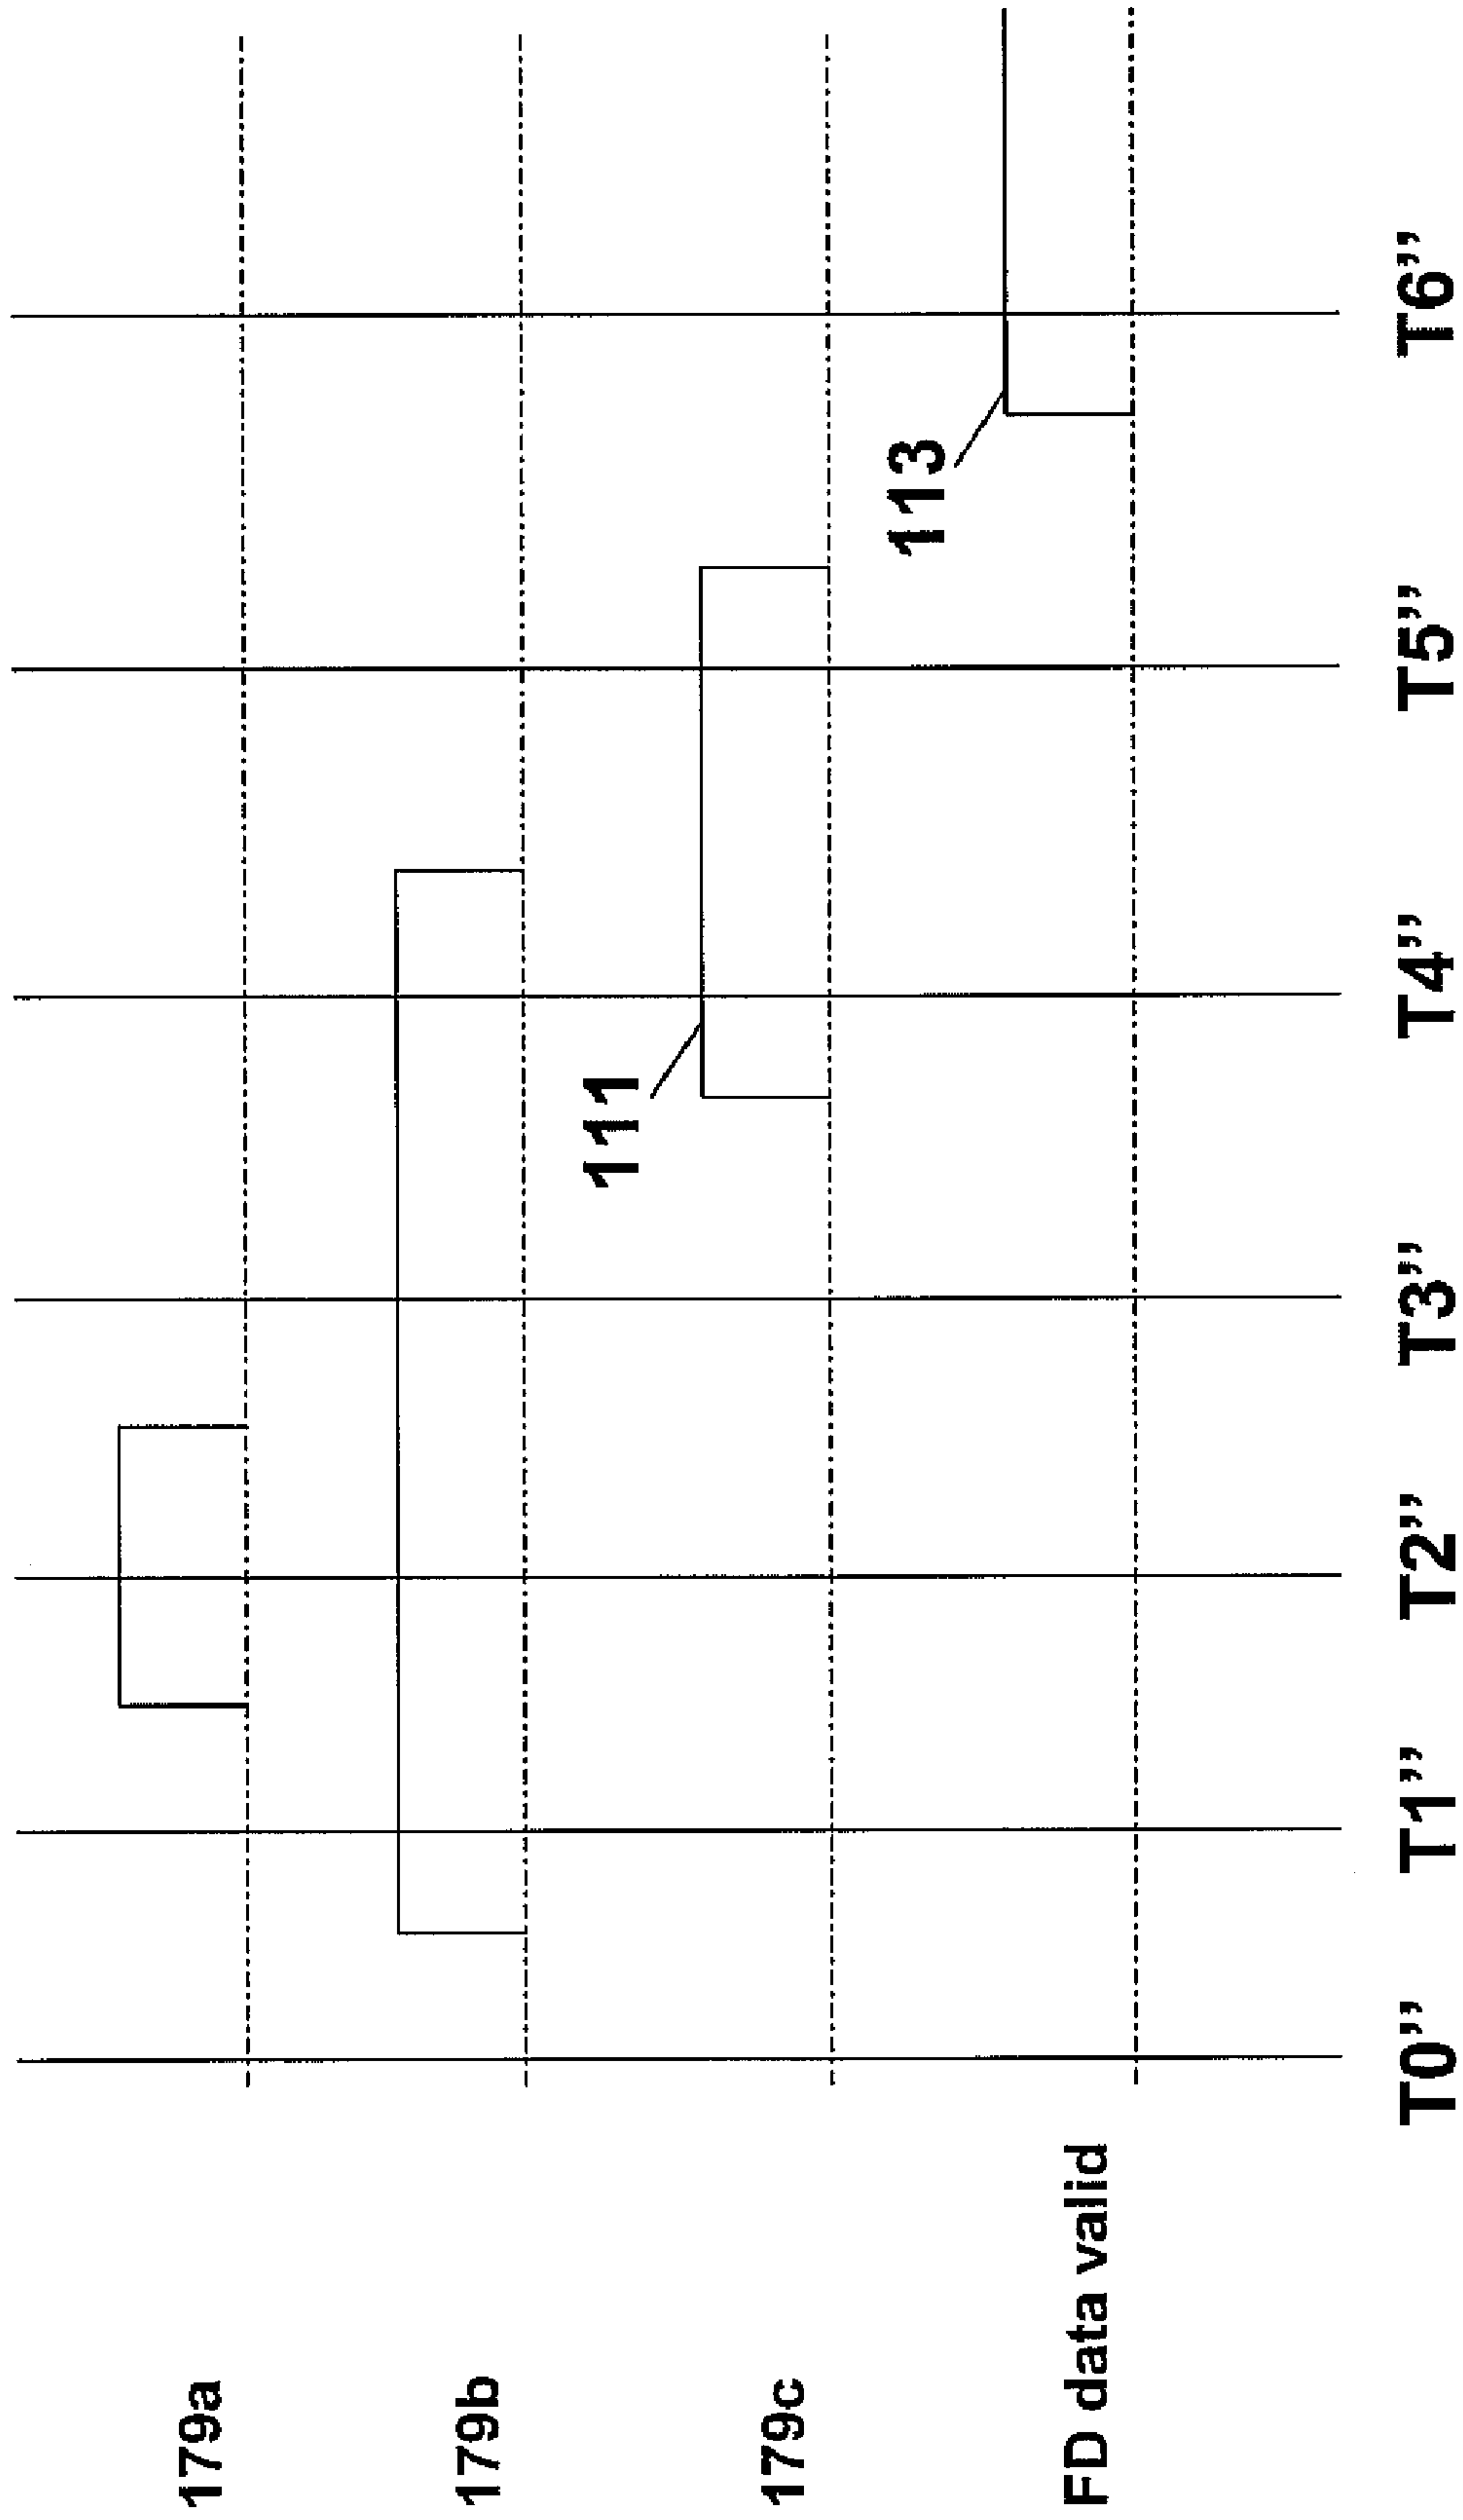 179a
179b
111
179c
113
FD data valid
T0” T1” T2” T3” T4” T5” T6”